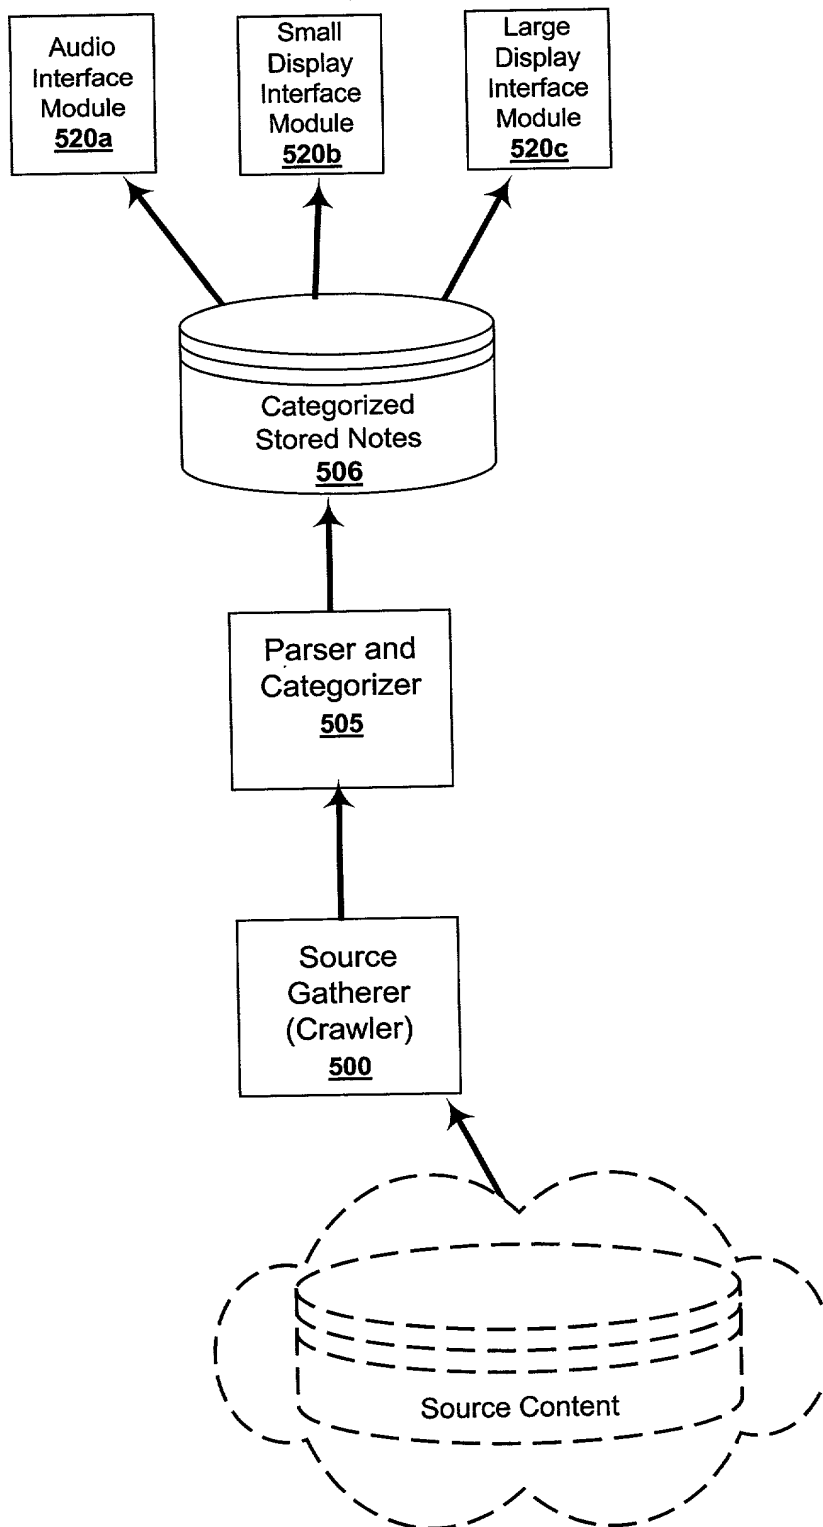 Audio
Interface
Module
520a
Small
Display
Interface
Module
520b
Large
Display
Interface
Module
520c
Categorized
Stored Notes
506
Parser and
Categorizer
505
Source
Gatherer
(Crawler)
500
Source Content